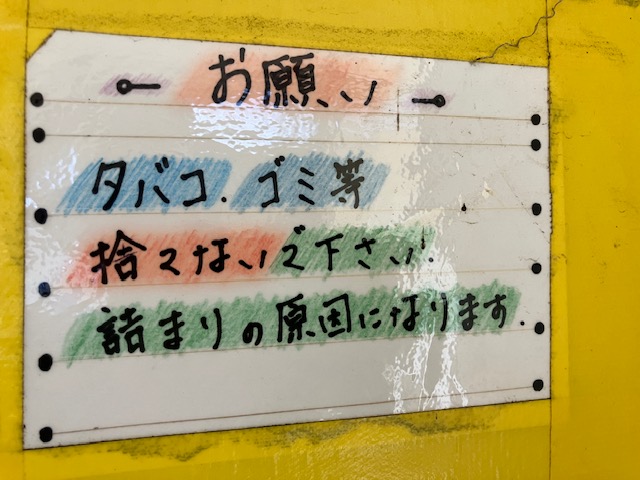 お願い
タバコ.ゴミ等
捨てないで下さい!
詰まりの原因になります.